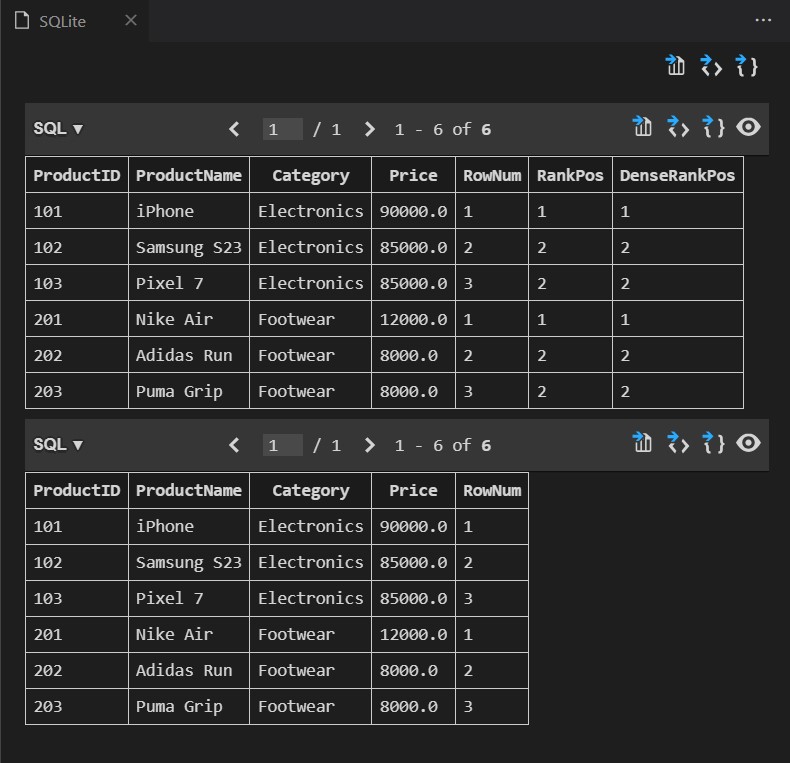 SQLite
SQL ▼ 1 / 1 1 - 6 of 6
ProductID ProductName Category Price RowNum RankPos DenseRankPos
101 iPhone Electronics 90000.0 1 1 1
102 Samsung S23 Electronics 85000.0 2 2 2
103 Pixel 7 Electronics 85000.0 3 2 2
201 Nike Air Footwear 12000.0 1 1 1
202 Adidas Run Footwear 8000.0 2 2 2
203 Puma Grip Footwear 8000.0 3 2 2
SQL ▼ 1 / 1 1 - 6 of 6
ProductID ProductName Category Price RowNum
101 iPhone Electronics 90000.0 1
102 Samsung S23 Electronics 85000.0 2
103 Pixel 7 Electronics 85000.0 3
201 Nike Air Footwear 12000.0 1
202 Adidas Run Footwear 8000.0 2
203 Puma Grip Footwear 8000.0 3